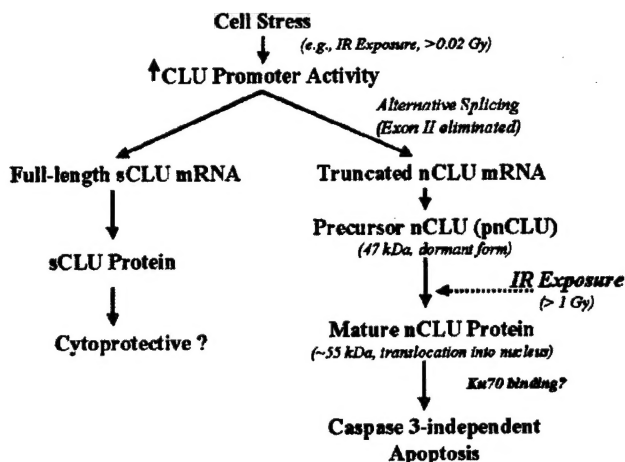 Cell Stress
(e.g., IR Exposure, >0.02 Gy)
↑CLU Promoter Activity
Alternative Splicing
(Exon II eliminated)
Full-length sCLU mRNA
Truncated nCLU mRNA
Precursor nCLU (pnCLU)
(47 kDa, dormant form)
sCLU Protein
IR Exposure
(> 1 Gy)
Cytoprotective ?
Mature nCLU Protein
(~55 kDa, translocation into nucleus)
Ku70 binding?
Caspase 3-independent
Apoptosis